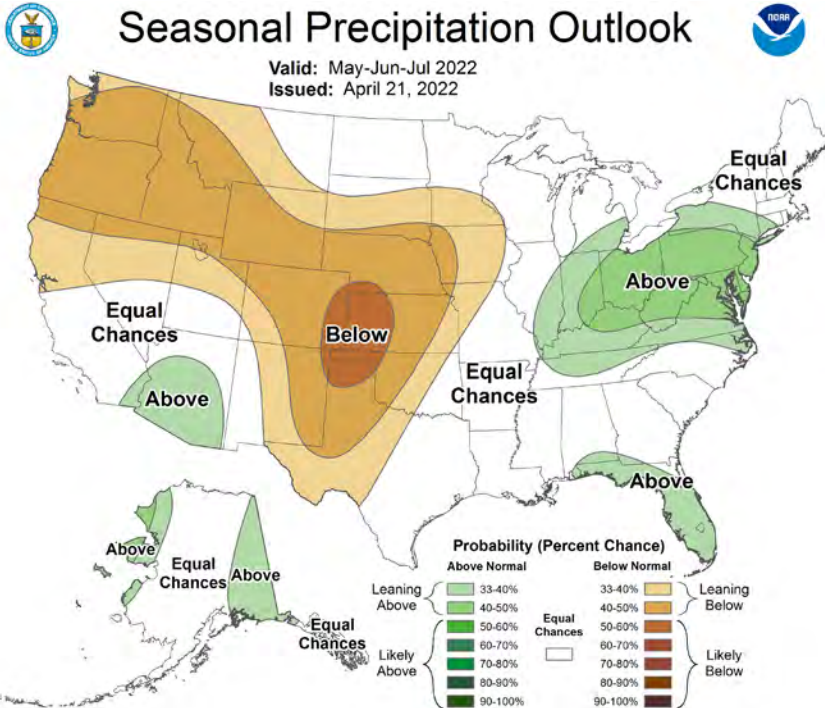 Seasonal Precipitation Outlook
NOAA
Valid: May-Jun-Jul 2022
Issued: April 21, 2022
Equal
Chances
Above
Equal
Chances
Below
Equal
Chances
Above
Above
Above
Equal
Chances
Above
Equal
Chances
Probability (Percent Chance)
Above Normal
Below Normal
Leaning
Above
33-40%
40-50%
Likely
Above
50-60%
60-70%
70-80%
80-90%
90-100%
Equal
Chances
33-40%
40-50%
Leaning
Below
50-60%
60-70%
70-80%
80-90%
90-100%
Likely
Below